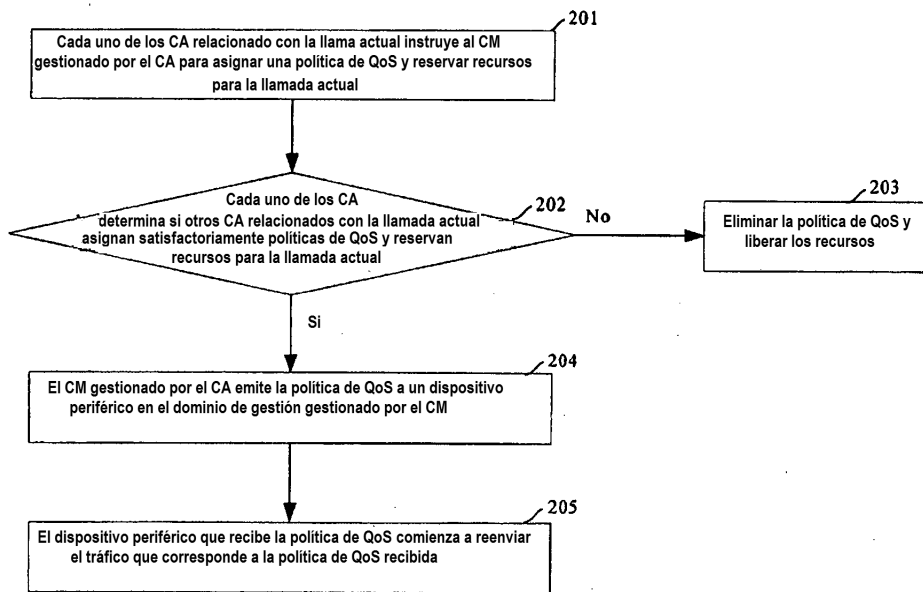 201
Cada uno de los CA relacionado con la llama actual instruye al CM
gestionado por el CA para asignar una política de QoS y reservar recursos
para la llamada actual
Cada uno de los CA
determina si otros CA relacionados con la llamada actual
asignan satisfactoriamente políticas de QoS y reservan
recursos para la llamada actual
202
No
203
Eliminar la política de QoS y
liberar los recursos
Si
204
El CM gestionado por el CA emite la política de QoS a un dispositivo
periférico en el dominio de gestión gestionado por el CM
205
El dispositivo periférico que recibe la política de QoS comienza a reenviar
el tráfico que corresponde a la política de QoS recibida